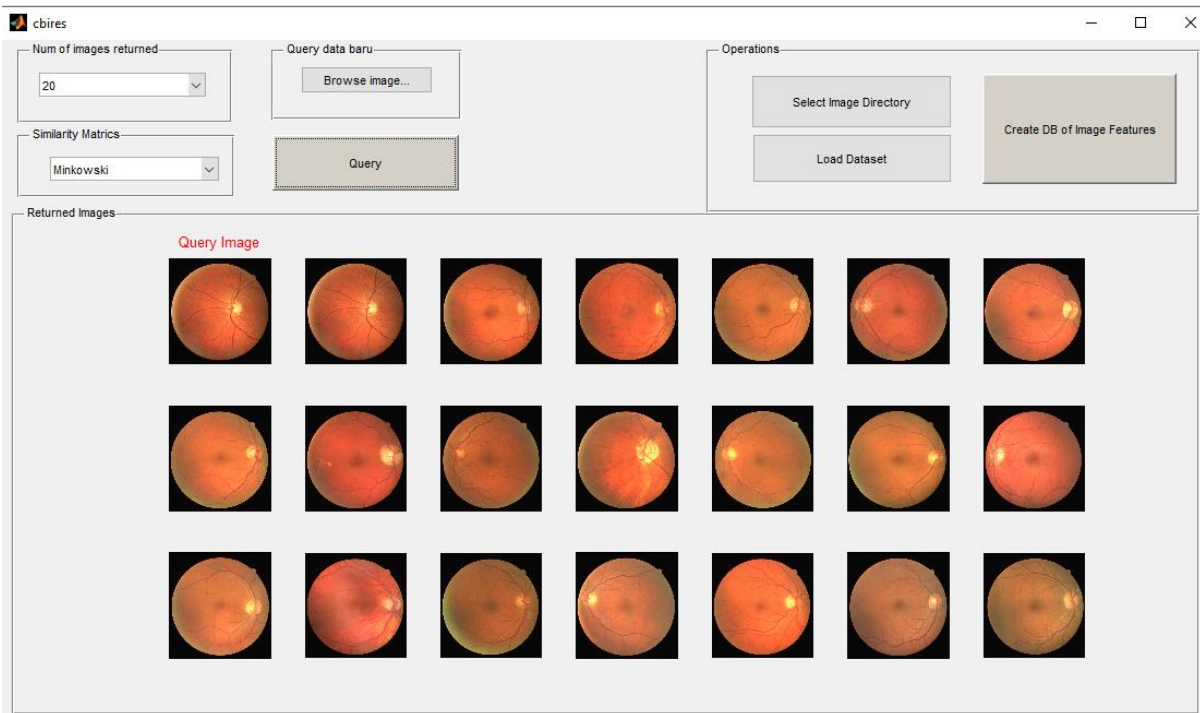 cbires
Num of images returned
20
Similarity Matrics
Minkowski
Query data baru
Browse image...
Query
Operations
Select Image Directory
Load Dataset
Create DB of Image Features
Returned Images
Query Image